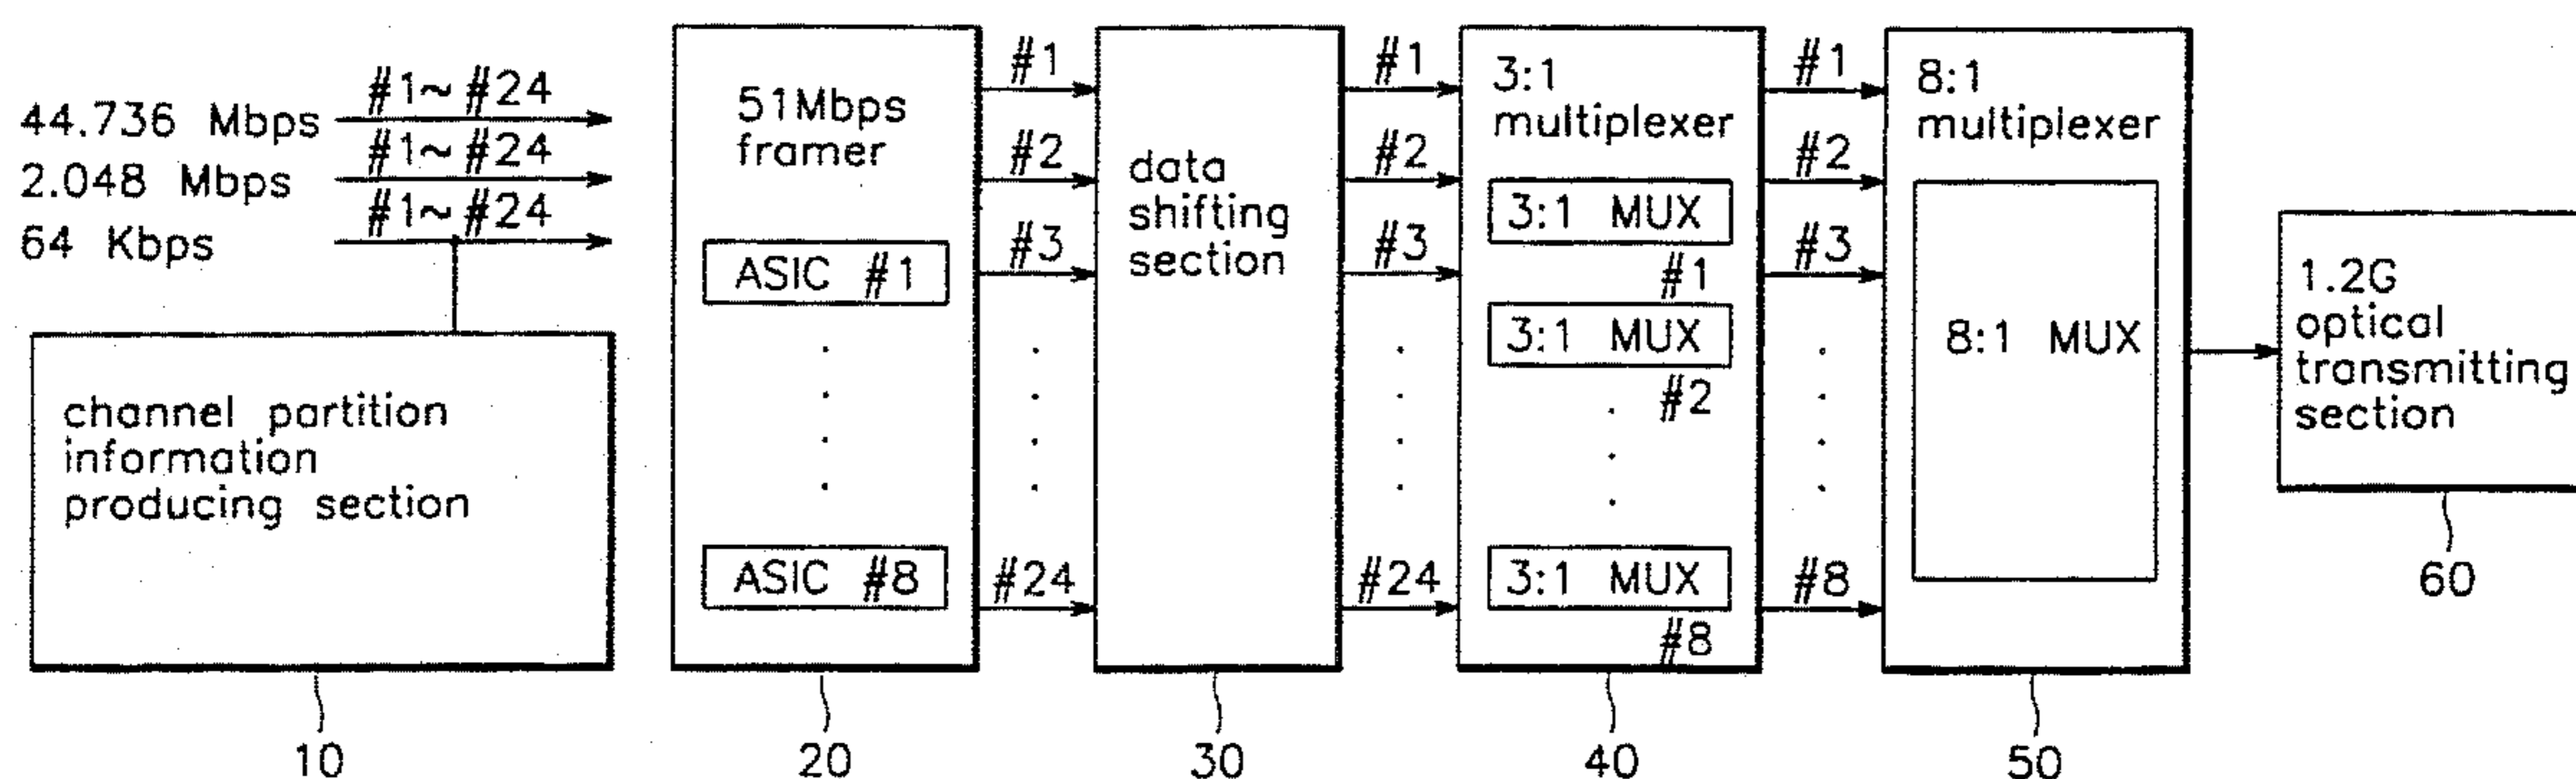 44.736 Mbps
#1~ #24
2.048 Mbps
#1~ #24
64 Kbps
#1~ #24
channel partition
information
producing section
10
51Mbps
framer
ASIC #1
ASIC #8
20
#1
#2
#3
#24
data
shifting
section
30
#1
#2
#3
#24
3:1
multiplexer
3:1 MUX
#1
3:1 MUX
#2
3:1 MUX
#8
40
#1
#2
#3
#8
8:1
multiplexer
8:1 MUX
50
1.2G
optical
transmitting
section
60